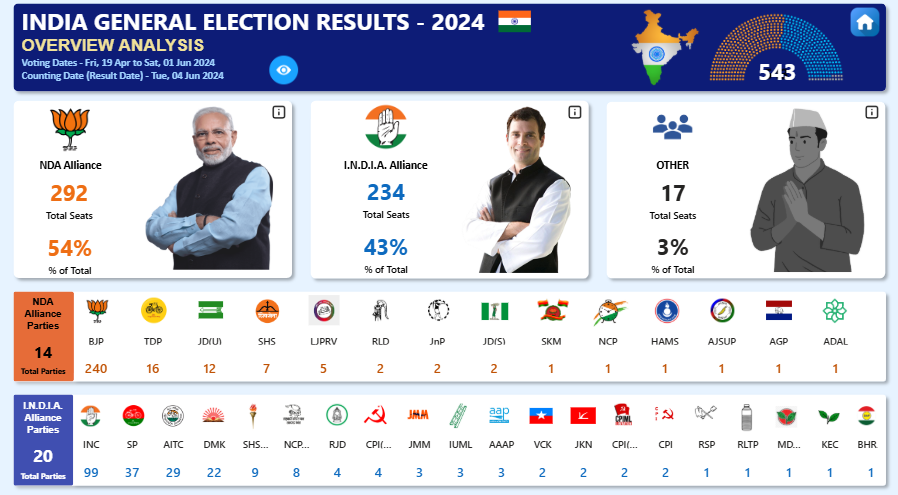 INDIA GENERAL ELECTION RESULTS - 2024
OVERVIEW ANALYSIS
Voting Dates - Fri, 19 Apr to Sat, 01 Jun 2024
Counting Date (Result Date) - Tue, 04 Jun 2024
543
NDA Alliance
292
Total Seats
54%
% of Total
I.N.D.I.A. Alliance
234
Total Seats
43%
% of Total
OTHER
17
Total Seats
3%
% of Total
NDA
Alliance
Parties
14
Total Parties
BJP TDP JD(U) SHS LJPRV RLD JnP JD(S) SKM NCP HAMS AJSUP AGP ADAL
240 16 12 7 5 2 2 2 1 1 1 1 1 1
I.N.D.I.A.
Alliance
Parties
20
Total Parties
aap
INC SP AITC DMK SHS... NCP... RJD CPI(... JMM IUML AAAP VCK JKN CPI(... CPI RSP RLTP MD... KEC BHR
99 37 29 22 9 8 4 4 3 3 3 2 2 2 2 1 1 1 1 1